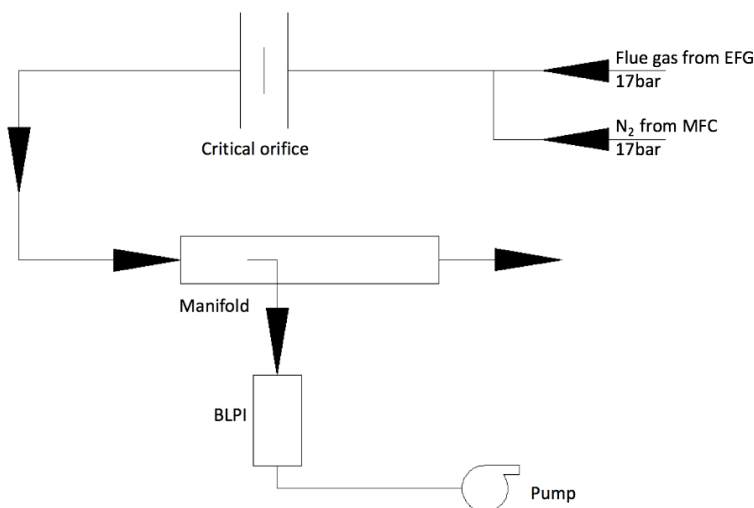 Flue gas from EFG
17bar
N₂ from MFC
17bar
Critical orifice
Manifold
BLPI
Pump